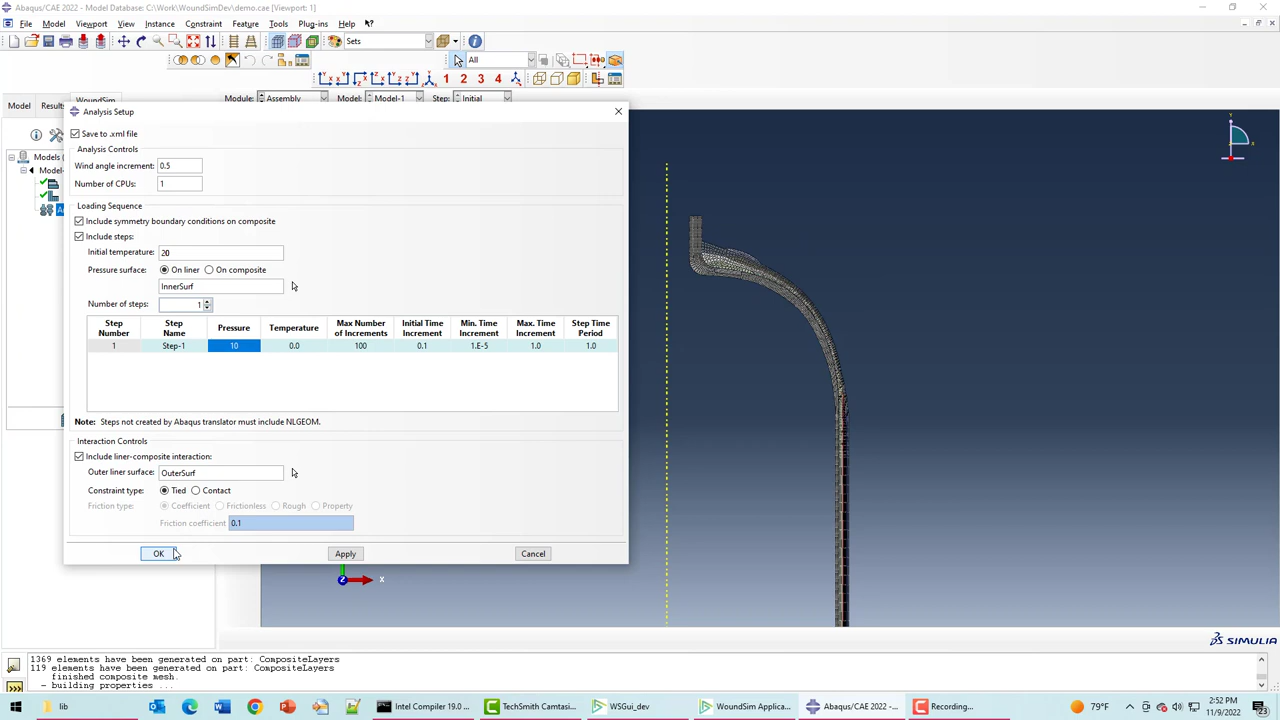 Abaqus/CAE 2022 - Model Database: C:\Work\WoundSimDev\demo.cae [Viewport: 1]
File Model Viewport View Instance Constraint Feature Tools Plug-ins Help
Sets
All
1 2 3 4
Model Results WoundSim Module: Assembly Model: Model-1 Step: Initial
Models (
Model-
Analysis Setup
Save to .xml file
Analysis Controls
Wind angle increment: 0.5
Number of CPUs: 1
Loading Sequence
Include symmetry boundary conditions on composite
Include steps:
Initial temperature: 20
Pressure surface: On liner On composite
InnerSurf
Number of steps: 1
Step Number Step Name Pressure Temperature Max Number of Increments Initial Time Increment Min. Time Increment Max. Time Increment Step Time Period
1 Step-1 10 0.0 100 0.1 1.E-5 1.0 1.0
Note: Steps not created by Abaqus translator must include NLGEOM.
Interaction Controls
Include liner-composite interaction:
Outer liner surface: OuterSurf
Constraint type: Tied Contact
Friction type: Coefficient Frictionless Rough Property
Friction coefficient 0.1
OK Apply Cancel
Z X
SIMULIA
1369 elements have been generated on part: CompositeLayers
119 elements have been generated on part: CompositeLayers
finished composite mesh.
- building properties ...
lib Intel Compiler 19.0 ... TechSmith Camtasi... WSGui_dev WoundSim Applica... Abaqus/CAE 2022 -... Recording... 79°F 2:52 PM
11/9/2022